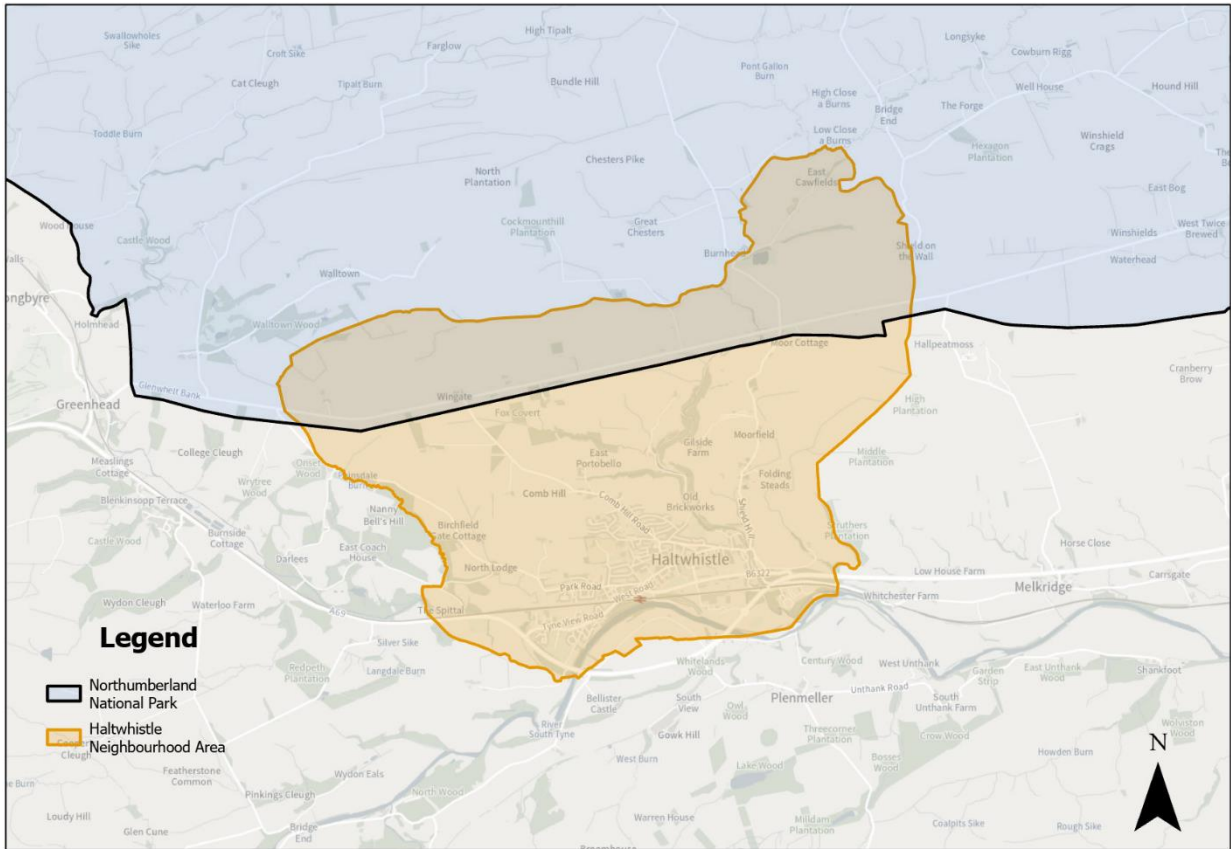 Swallowholes
Sike
Croft Sike
Farglow
High Tipalt
Longsyke
Cowburn Rigg
Cat Cleugh
Tipalt Burn
Bundle Hill
Pont Gallon
Burn
High Close
a Burns
Bridge
End
The Forge
Well House
Hound Hill
Toddle Burn
Low Close
a Burns
Hexagon
Plantation
Winshield
Crags
North
Plantation
Chesters Pike
East
Cawfields
East Bog
Wood House
Cockmounthill
Plantation
Great
Chesters
Castle Wood
Burnhead
Shield on
the Wall
Winshields
West Twice
Brewed
Waterhead
Walltown
Holmhead
Walltown Wood
Moor Cottage
Hallpeatmoss
Cranberry
Brow
Glenwhelt Bank
Greenhead
Wingate
Fox Covert
High
Plantation
College Cleugh
Measlings
Cottage
Onset
Wood
East
Portobello
Gilside
Farm
Moorfield
Middle
Plantation
Wrytree
Wood
Folding
Steads
Blenkinsopp Terrace
Nanny
Bell's Hill
Comb Hill
Comb Hill Road
Old
Brickworks
Shield Hill
Burnside
Cottage
Birchfield
Gate Cottage
Struthers
Plantation
Castle Wood
Darlees
East Coach
House
Haltwhistle
Horse Close
North Lodge
Low House Farm
Carrsgate
Park Road
West Road
B6322
Melkridge
Wydon Cleugh
Waterloo Farm
A69
The Spittal
Whitchester Farm
Tyne View Road
Legend
Silver Sike
Redpeth
Plantation
Langdale Burn
Whitelands
Wood
Century Wood
West Unthank
Garden
Strip
East Unthank
Wood
Shankfoot
Northumberland
National Park
Bellister
Castle
South
View
Plenmeller
Unthank Road
South
Unthank Farm
Haltwhistle
Neighbourhood Area
River
South Tyne
Owl
Wood
Gowk Hill
Threecorner
Plantation
Crow Wood
Wolviston
Wood
N
Cleugh
Bosses
Wood
Howden Burn
Featherstone
Common
Wydon Eals
West Burn
Lake Wood
Pinkings Cleugh
North Wood
Loudy Hill
Glen Cune
Bridge
End
Warren House
Milldam
Plantation
Coalpits Sike
Rough Sike